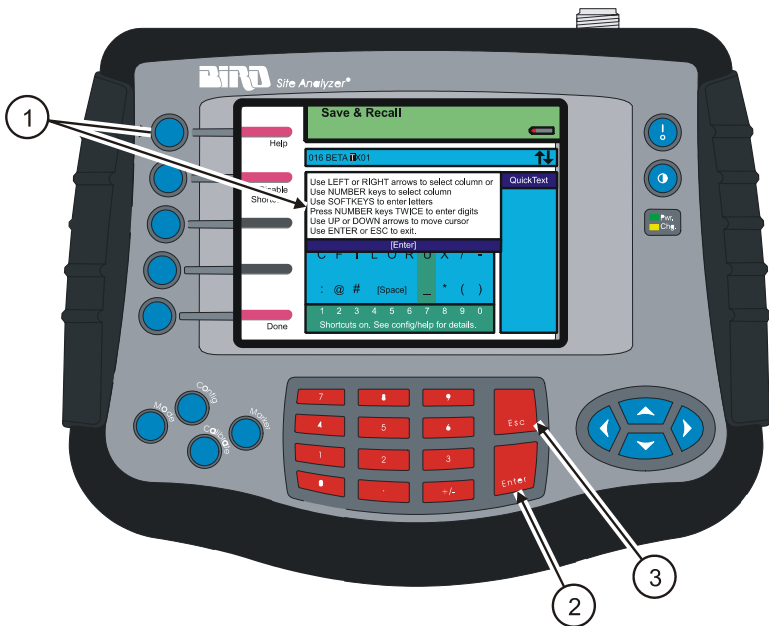 BIRD Site Analyzer®
1
Save & Recall
Help
016 BETA TX01
Disable
Shortcuts
QuickText
Use LEFT or RIGHT arrows to select column or
Use NUMBER keys to select column
Use SOFTKEYS to enter letters
Press NUMBER keys TWICE to enter digits
Use UP or DOWN arrows to move cursor
Use ENTER or ESC to exit.
[Enter]
C F I L O R U X / -
: @ # [Space] _ * ( )
1 2 3 4 5 6 7 8 9 0
Shortcuts on. See config/help for details.
Done
I
O
Pwr.
Chg.
Mode
Config
Calibrate
Marker
7 8 9
4 5 6
1 2 3
0 . +/-
Esc
Enter
3
2